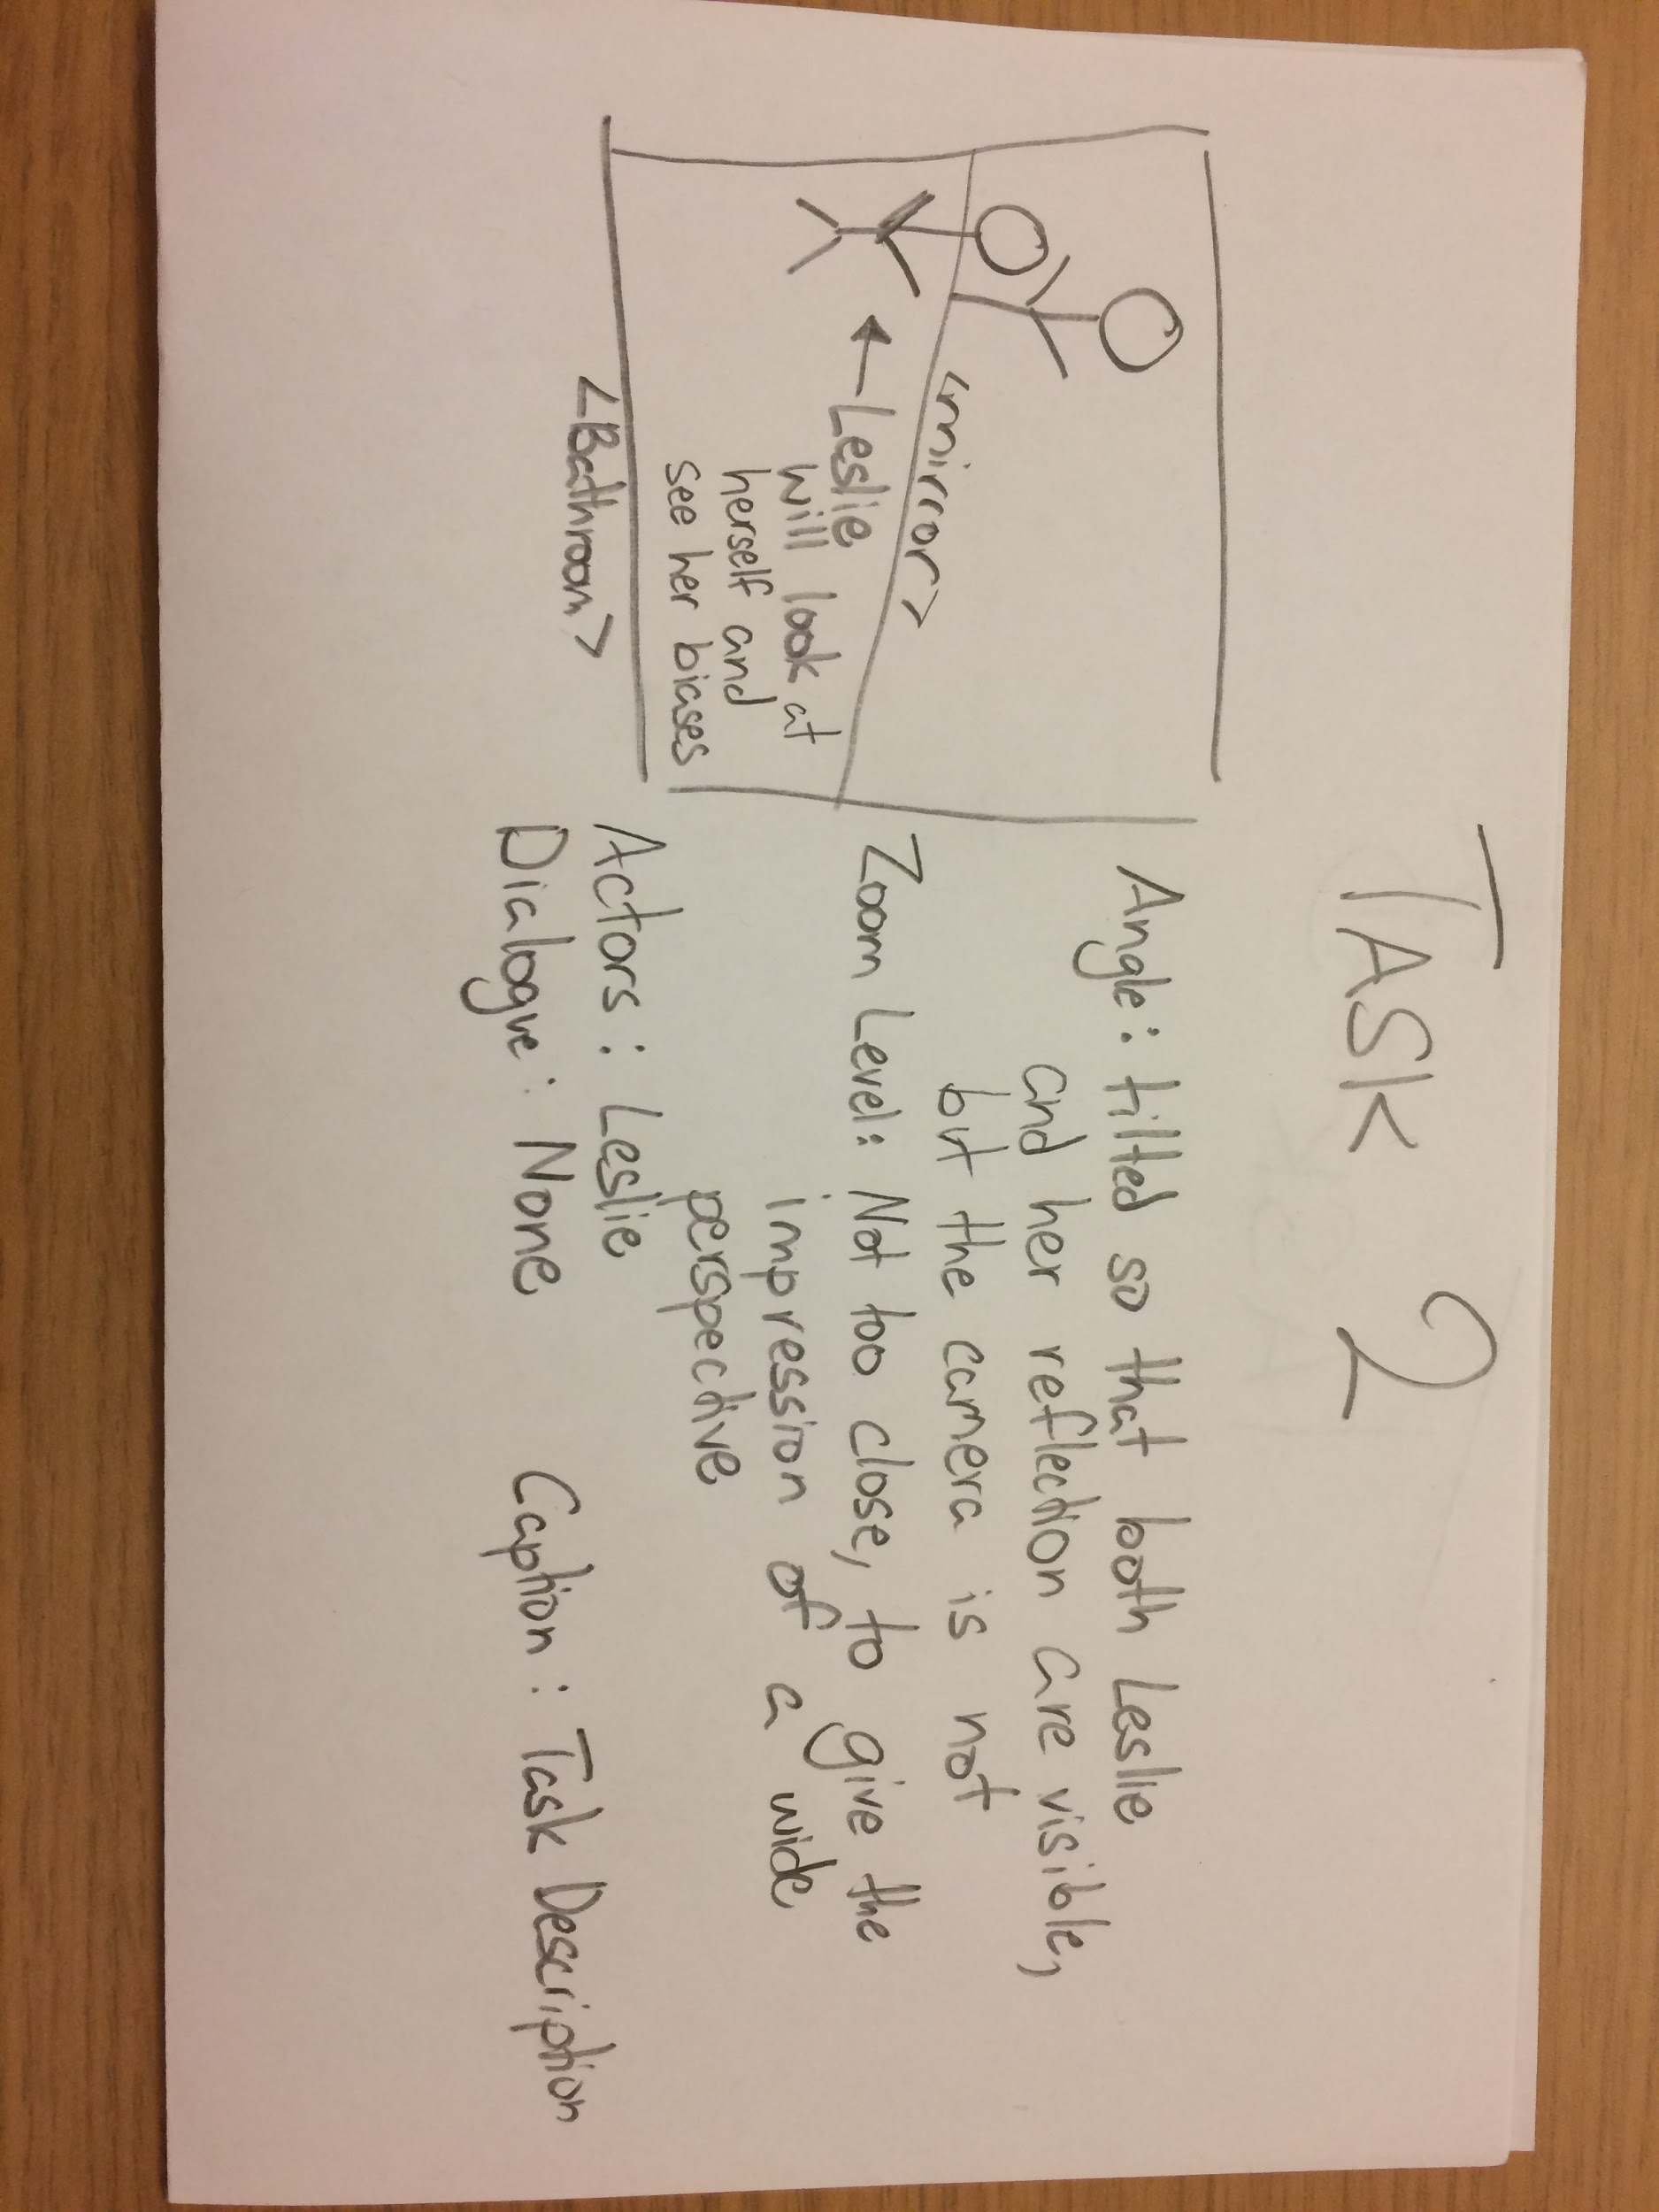 TASK 2
<mirror>
← Leslie
will look at
herself and
see her biases
<Bathroom>
Angle: tilted so that both Leslie
and her reflection are visible,
but the camera is not
Zoom Level: Not too close, to give the
impression of a wide
perspective
Actors: Leslie
Dialogue: None Caption: Task Description